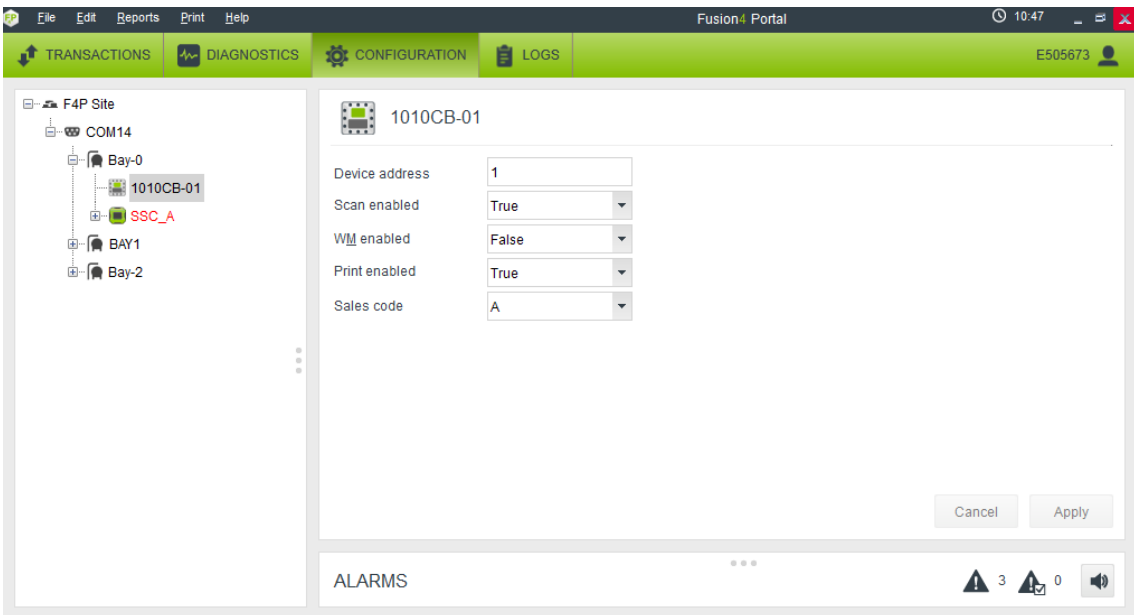 FP File Edit Reports Print Help Fusion4 Portal 10:47
TRANSACTIONS DIAGNOSTICS CONFIGURATION LOGS E505673
F4P Site
COM14
Bay-0
1010CB-01
SSC_A
BAY1
Bay-2
1010CB-01
Device address 1
Scan enabled True
WM enabled False
Print enabled True
Sales code A
Cancel Apply
ALARMS 3 0